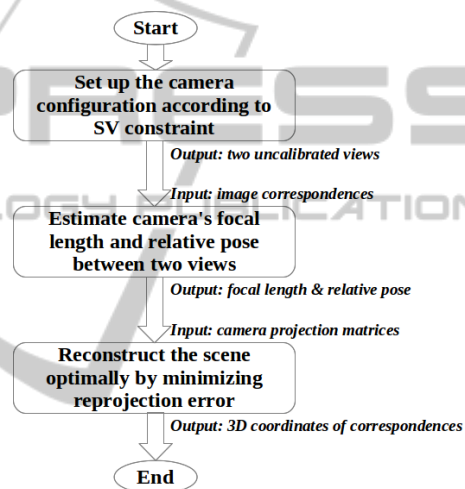 Start
Set up the camera
configuration according to
SV constraint
Output: two uncalibrated views
Input: image correspondences
Estimate camera's focal
length and relative pose
between two views
Output: focal length & relative pose
Input: camera projection matrices
Reconstruct the scene
optimally by minimizing
reprojection error
Output: 3D coordinates of correspondences
End